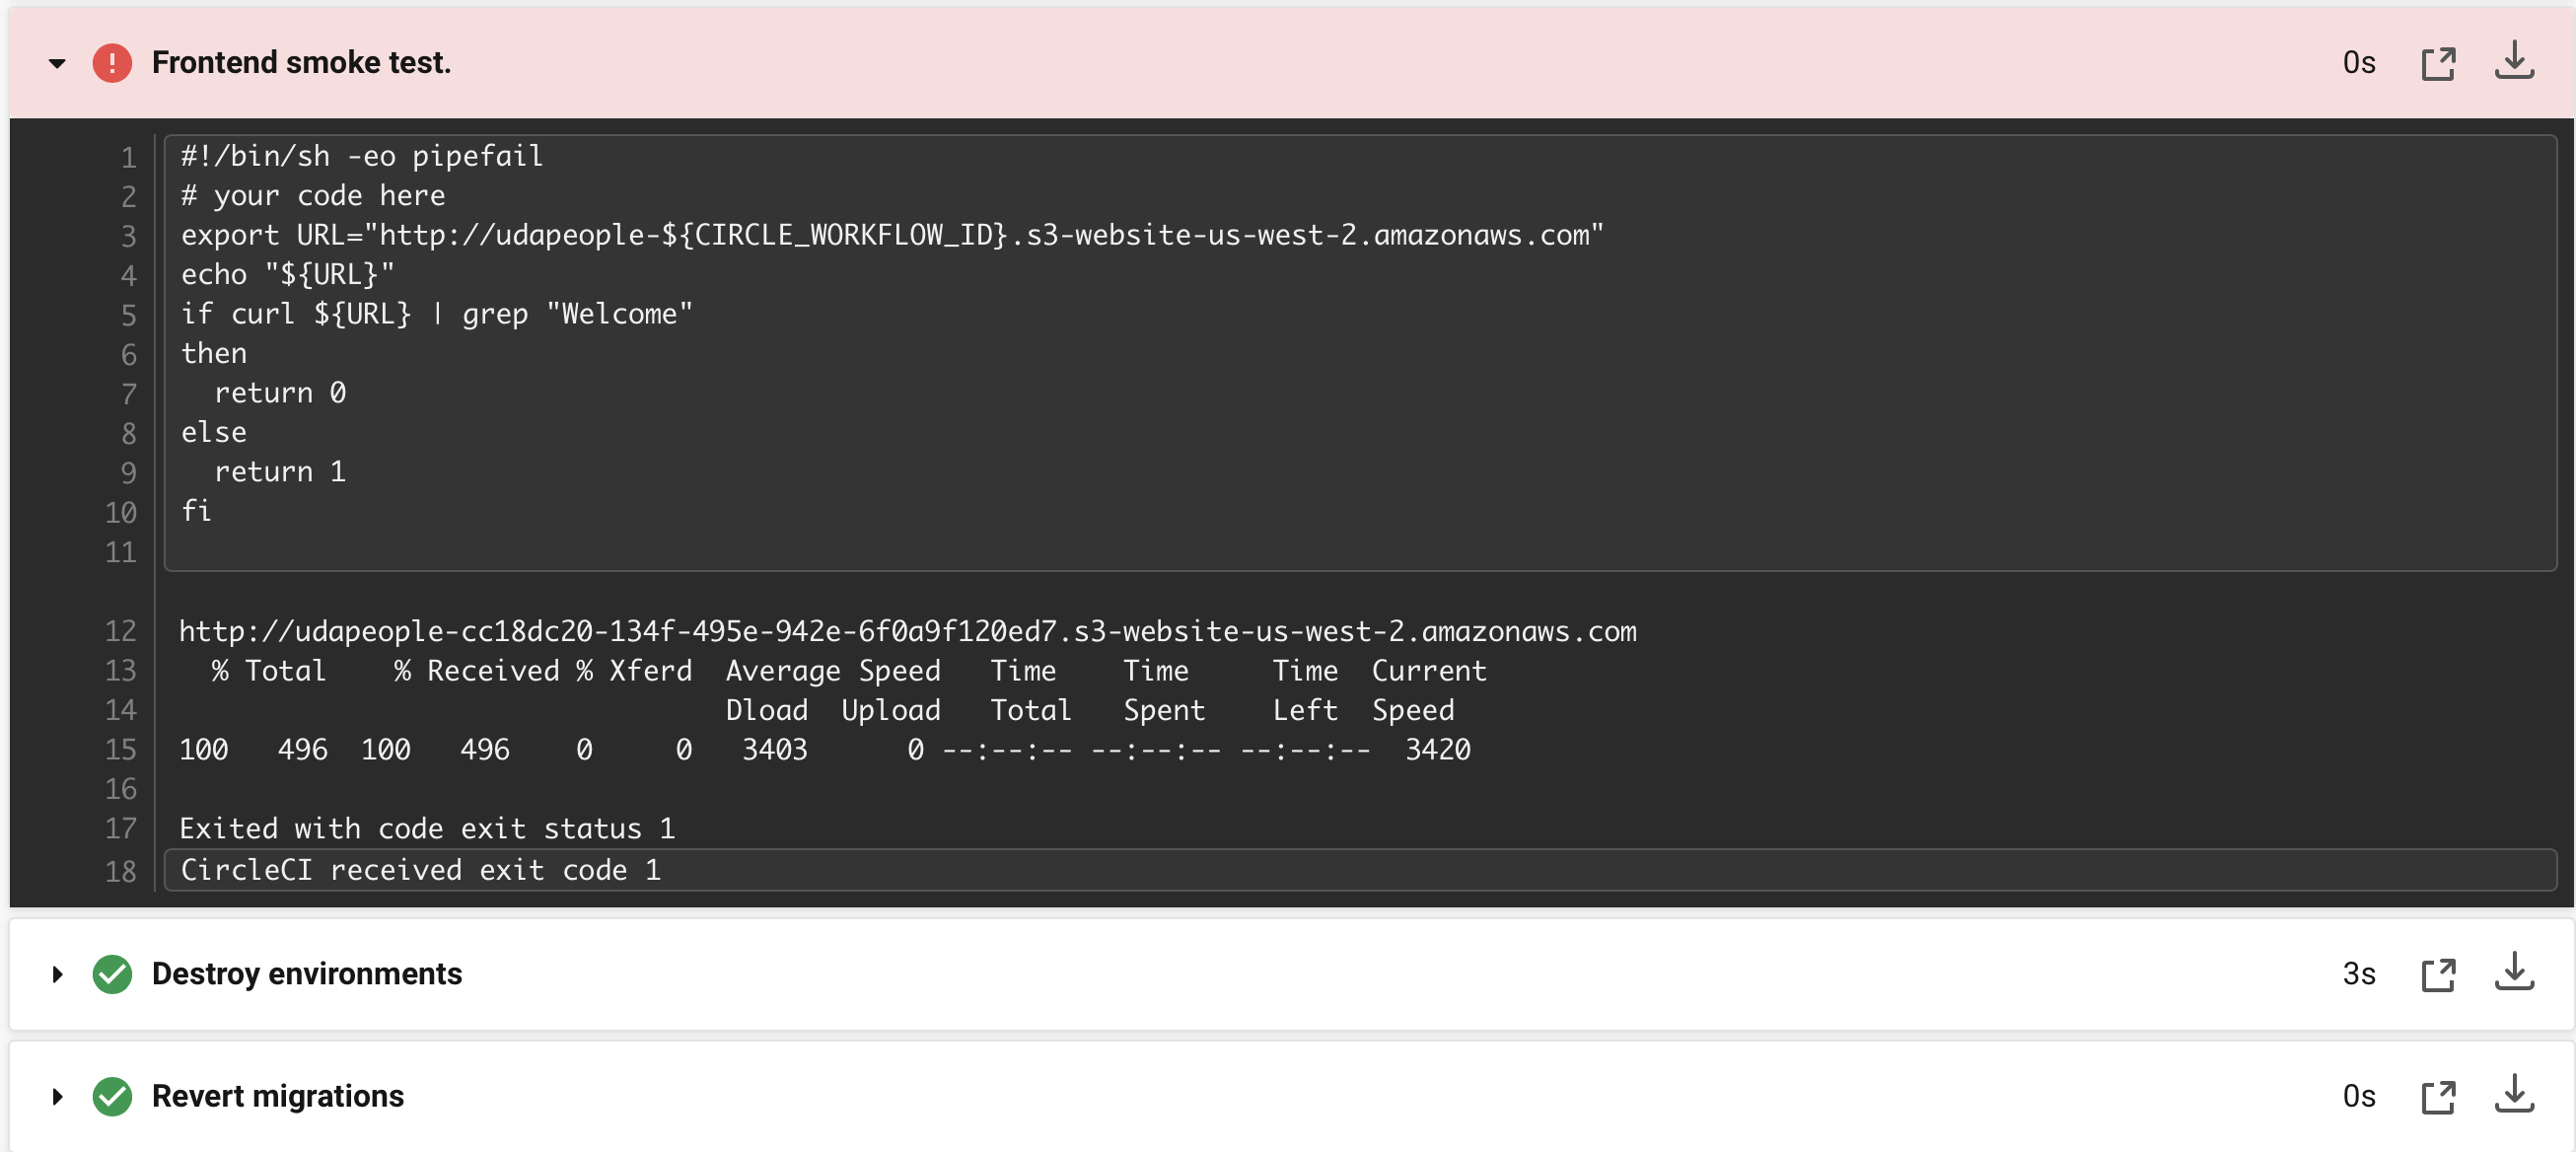 Frontend smoke test. 0s
1 #!/bin/sh -eo pipefail
2 # your code here
3 export URL="http://udapeople-${CIRCLE_WORKFLOW_ID}.s3-website-us-west-2.amazonaws.com"
4 echo "${URL}"
5 if curl ${URL} | grep "Welcome"
6 then
7   return 0
8 else
9   return 1
10 fi
11
12 http://udapeople-cc18dc20-134f-495e-942e-6f0a9f120ed7.s3-website-us-west-2.amazonaws.com
13   % Total    % Received % Xferd  Average Speed   Time    Time     Time  Current
14                                  Dload  Upload   Total   Spent    Left  Speed
15 100   496  100   496    0     0   3403      0 --:--:-- --:--:-- --:--:--  3420
16
17 Exited with code exit status 1
18 CircleCI received exit code 1
Destroy environments 3s
Revert migrations 0s